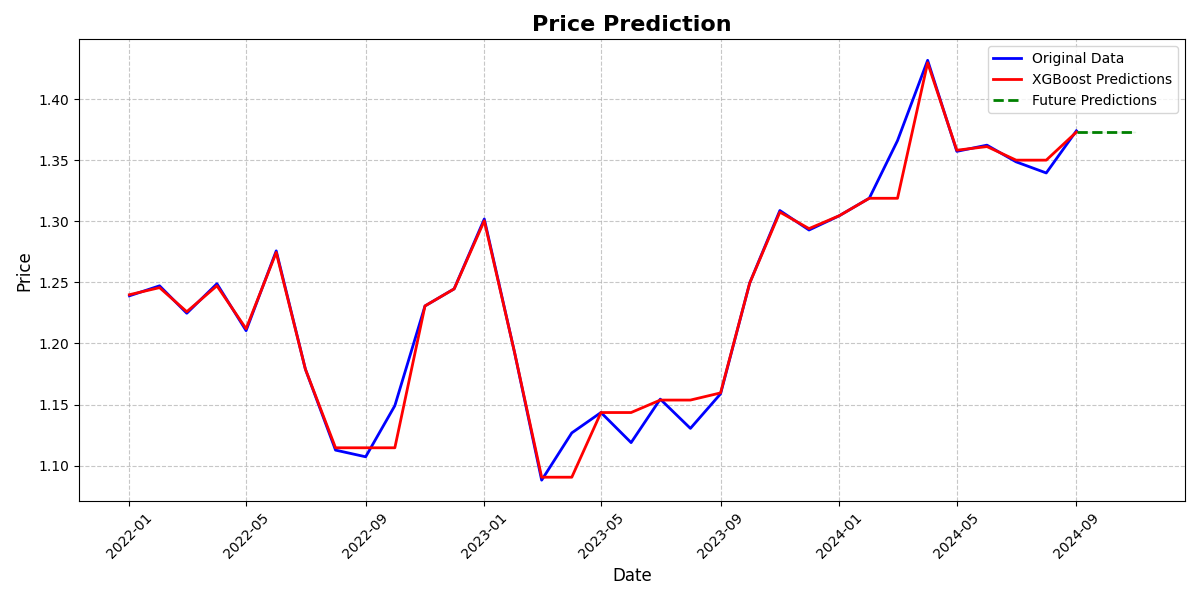 Price Prediction
Original Data
XGBoost Predictions
Future Predictions
Price
1.40
1.35
1.30
1.25
1.20
1.15
1.10
2022-01
2022-05
2022-09
2023-01
2023-05
2023-09
2024-01
2024-05
2024-09
Date